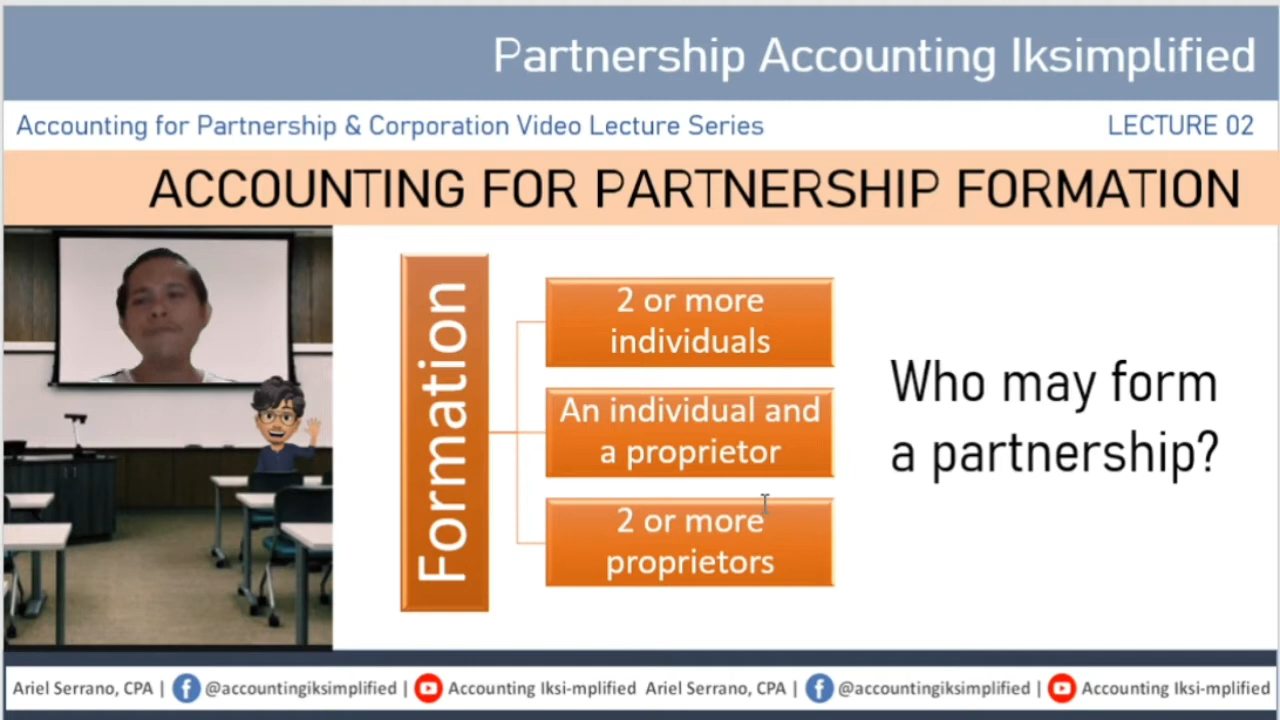 Partnership Accounting Iksimplified
Accounting for Partnership & Corporation Video Lecture Series
LECTURE 02
ACCOUNTING FOR PARTNERSHIP FORMATION
Formation
2 or more
individuals
An individual and
a proprietor
2 or more
proprietors
Who may form
a partnership?
Ariel Serrano, CPA | @accountingiksimplified | Accounting Iksi-mplified Ariel Serrano, CPA | @accountingiksimplified | Accounting Iksi-mplified